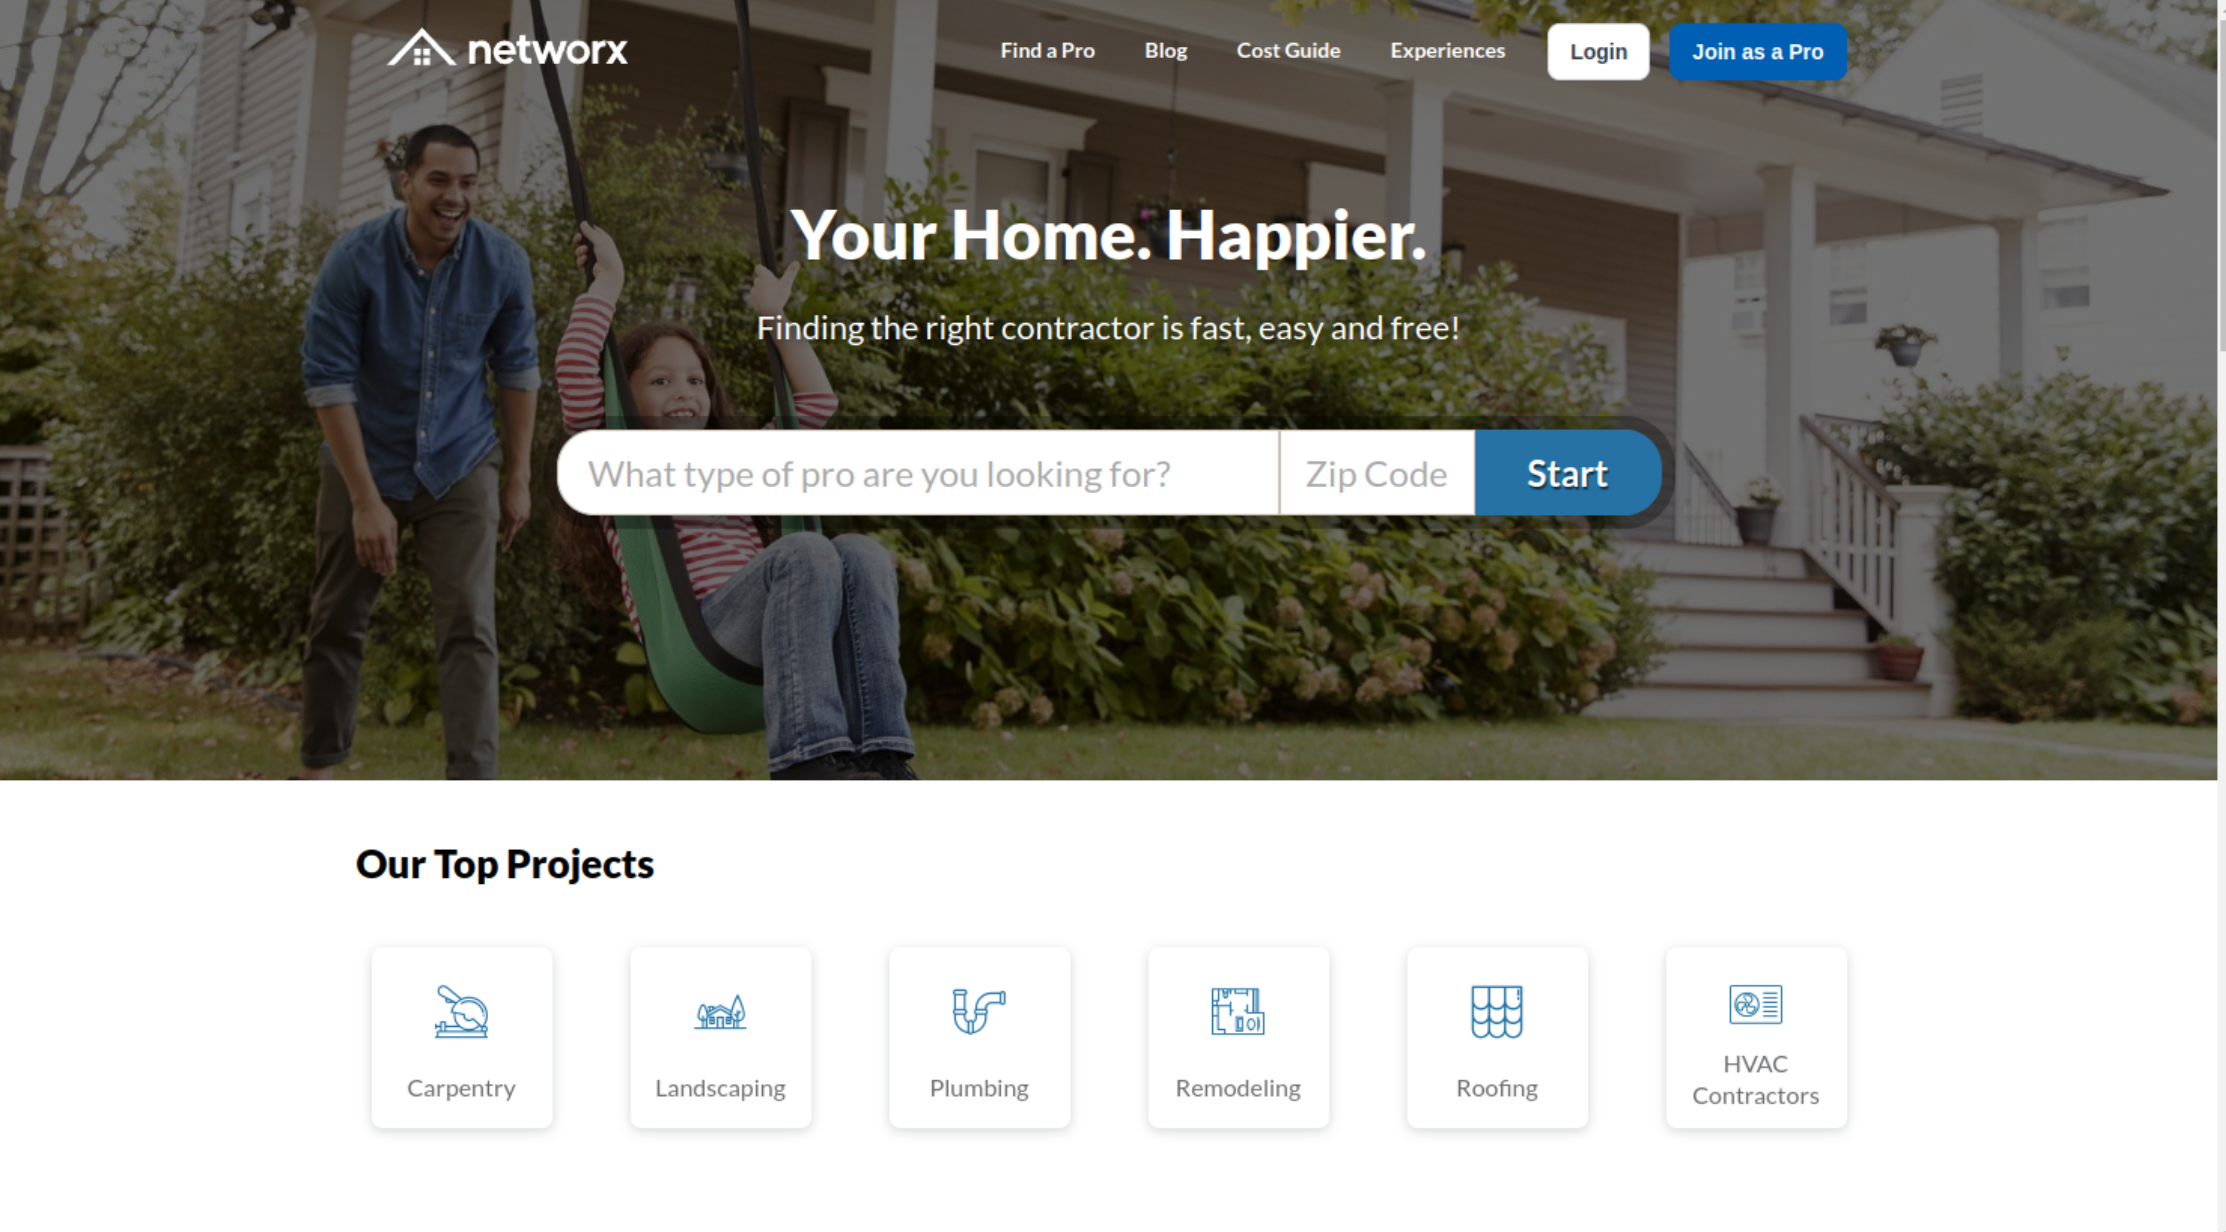 networx
Find a Pro
Blog
Cost Guide
Experiences
Login
Join as a Pro
Your Home. Happier.
Finding the right contractor is fast, easy and free!
What type of pro are you looking for?
Zip Code
Start
Our Top Projects
Carpentry
Landscaping
Plumbing
Remodeling
Roofing
HVAC
Contractors